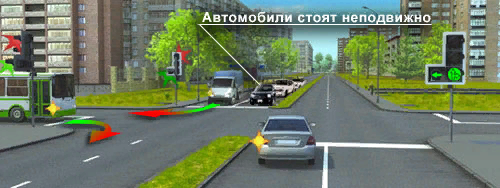 Автомобили стоят неподвижно